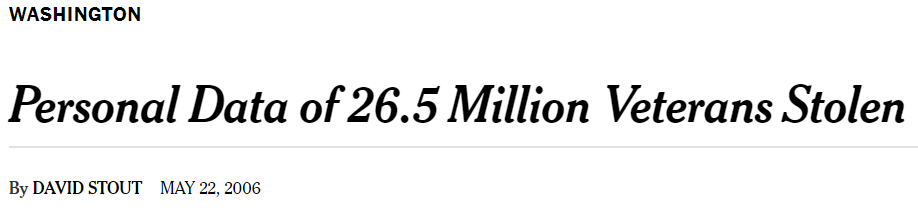 WASHINGTON
Personal Data of 26.5 Million Veterans Stolen
By DAVID STOUT MAY 22, 2006